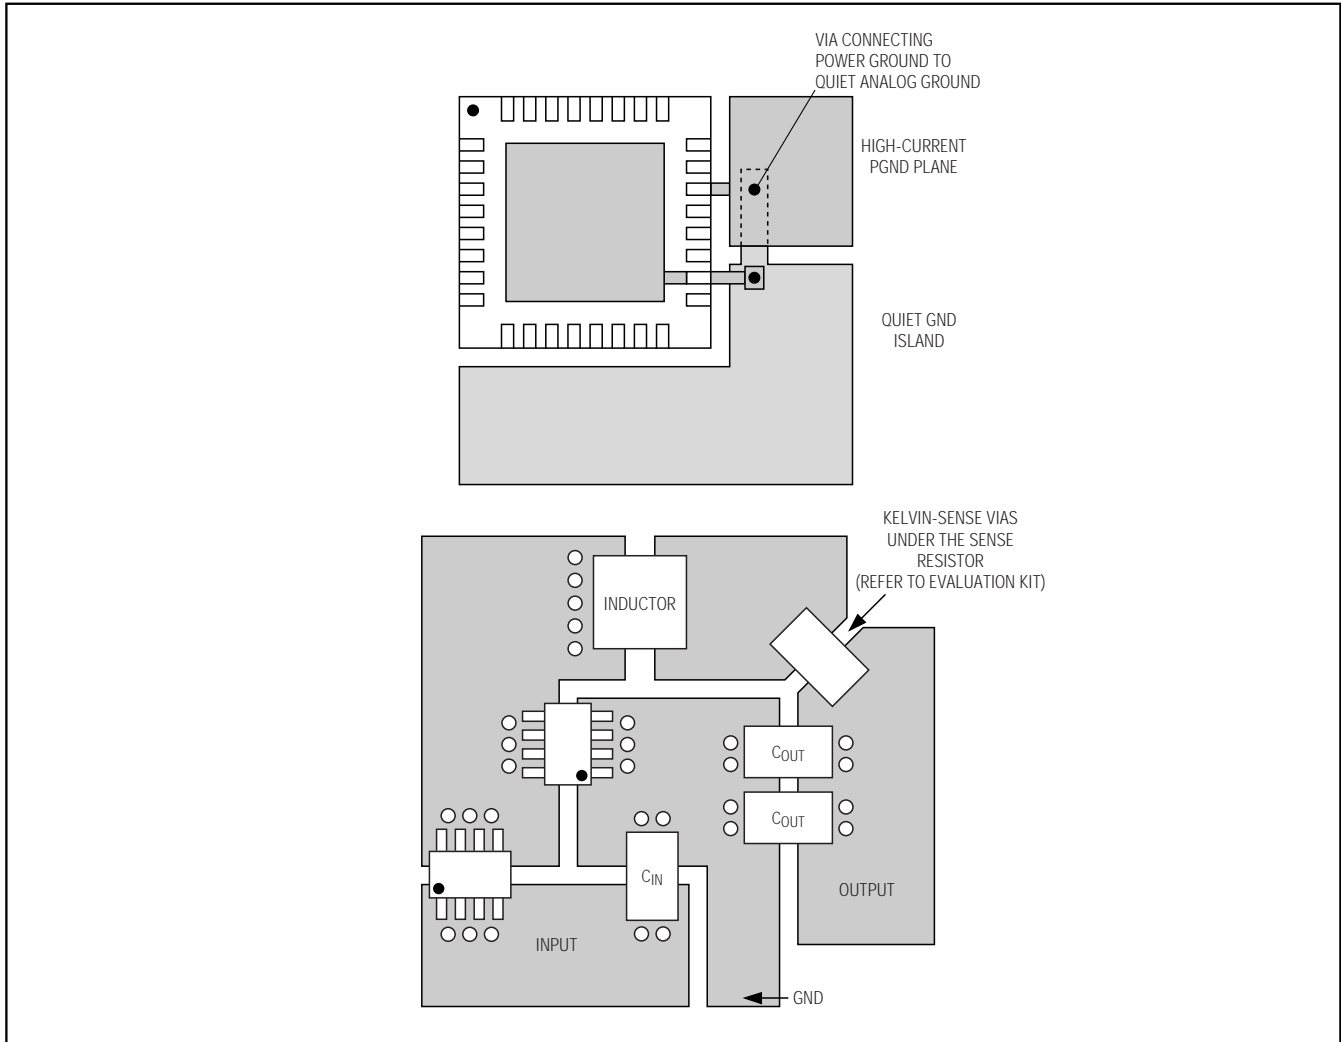 VIA CONNECTING
POWER GROUND TO
QUIET ANALOG GROUND
HIGH-CURRENT
PGND PLANE
QUIET GND
ISLAND
KELVIN-SENSE VIAS
UNDER THE SENSE
RESISTOR
(REFER TO EVALUATION KIT)
INDUCTOR
COUT
COUT
CIN
OUTPUT
INPUT
GND